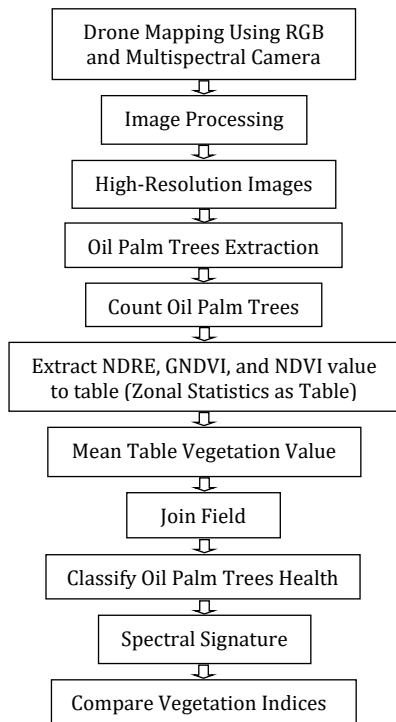 Drone Mapping Using RGB
and Multispectral Camera
Image Processing
High-Resolution Images
Oil Palm Trees Extraction
Count Oil Palm Trees
Extract NDRE, GNDVI, and NDVI value
to table (Zonal Statistics as Table)
Mean Table Vegetation Value
Join Field
Classify Oil Palm Trees Health
Spectral Signature
Compare Vegetation Indices